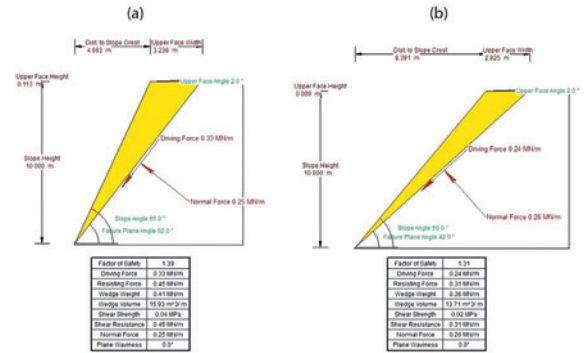 (a)
Dist. to Slope Crest
4.663 m
Upper Face Width
3.230 m
Upper Face Height
0.113 m
Upper Face Angle 2.0 °
Driving Force 0.33 MN/m
Slope Height
10.000 m
Normal Force 0.25 MN/m
Slope Angle 65.0 °
Failure Plane Angle 52.0 °
Factor of Safety 1.39
Driving Force 0.33 MN/m
Resisting Force 0.45 MN/m
Wedge Weight 0.41 MN/m
Wedge Volume 15.93 m^3/m
Shear Strength 0.04 MPa
Shear Resistance 0.45 MN/m
Normal Force 0.25 MN/m
Plane Waviness 0.0°
(b)
Dist. to Slope Crest
8.391 m
Upper Face Width
2.825 m
Upper Face Height
Upper Face Angle 2.0 °
Driving Force 0.24 MN/m
Slope Height
10.000 m
Normal Force 0.26 MN/m
Slope Angle 50.0 °
Failure Plane Angle 42.0 °
Factor of Safety 1.31
Driving Force 0.24 MN/m
Resisting Force 0.31 MN/m
Wedge Weight 0.36 MN/m
Wedge Volume 13.71 m^3/m
Shear Strength 0.02 MPa
Shear Resistance 0.31 MN/m
Normal Force 0.26 MN/m
Plane Waviness 0.0°